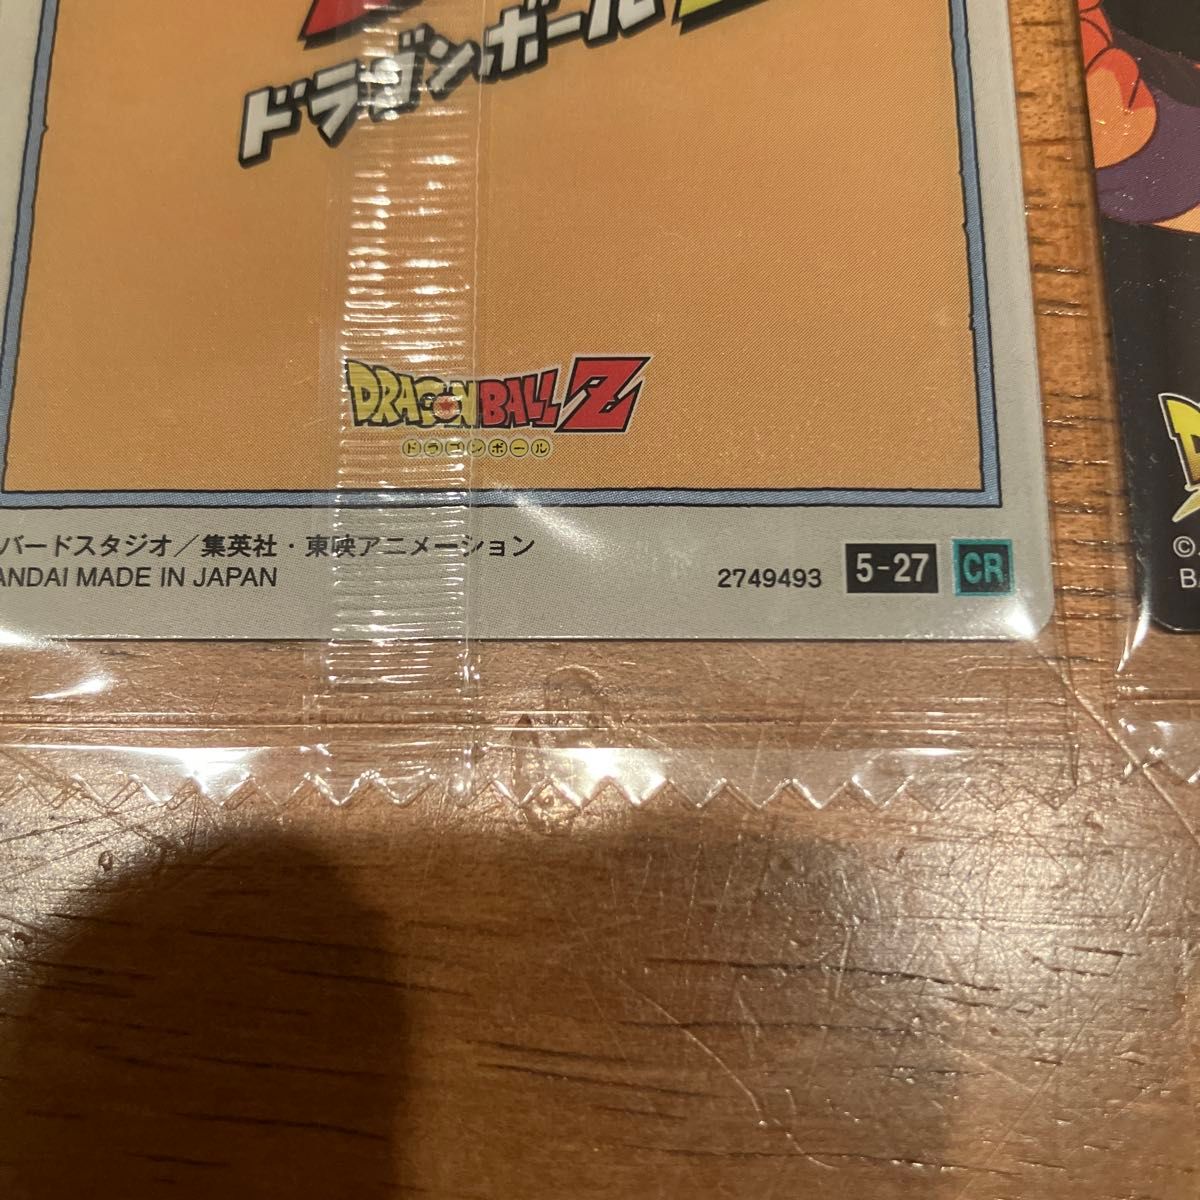 ドラゴンボール
DRAGONBALL Z
ドラゴンボール
バードスタジオ／集英社・東映アニメーション
ANDAI MADE IN JAPAN
2749493 5-27 CR
©
B